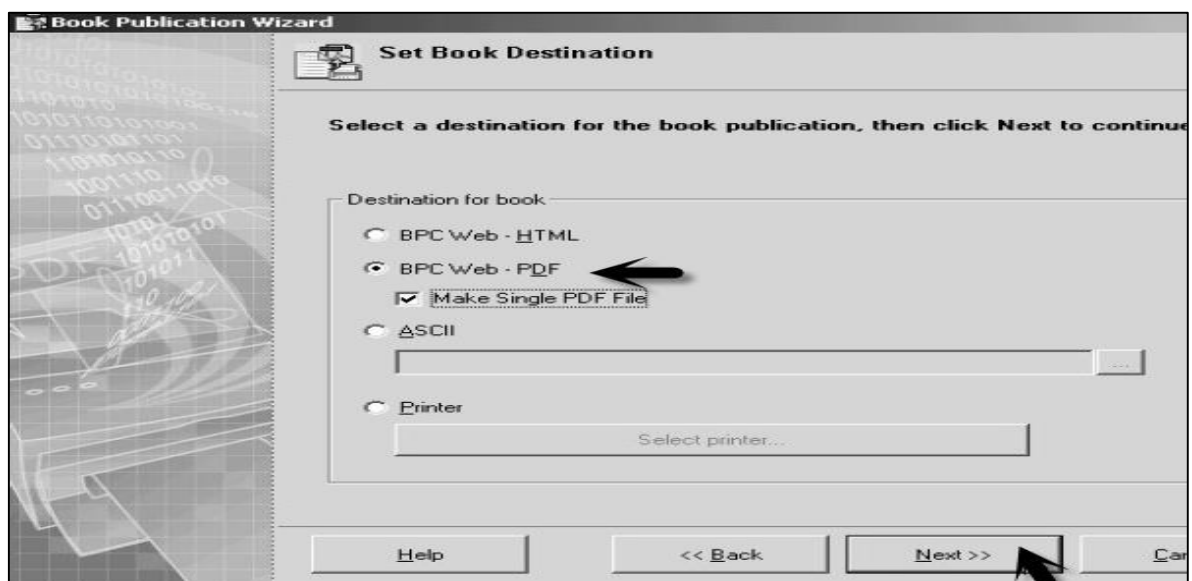 Book Publication Wizard
Set Book Destination
Select a destination for the book publication, then click Next to continue
Destination for book
BPC Web - HTML
BPC Web - PDF
Make Single PDF File
ASCII
...
Printer
Select printer...
Help
<< Back
Next >>
Can